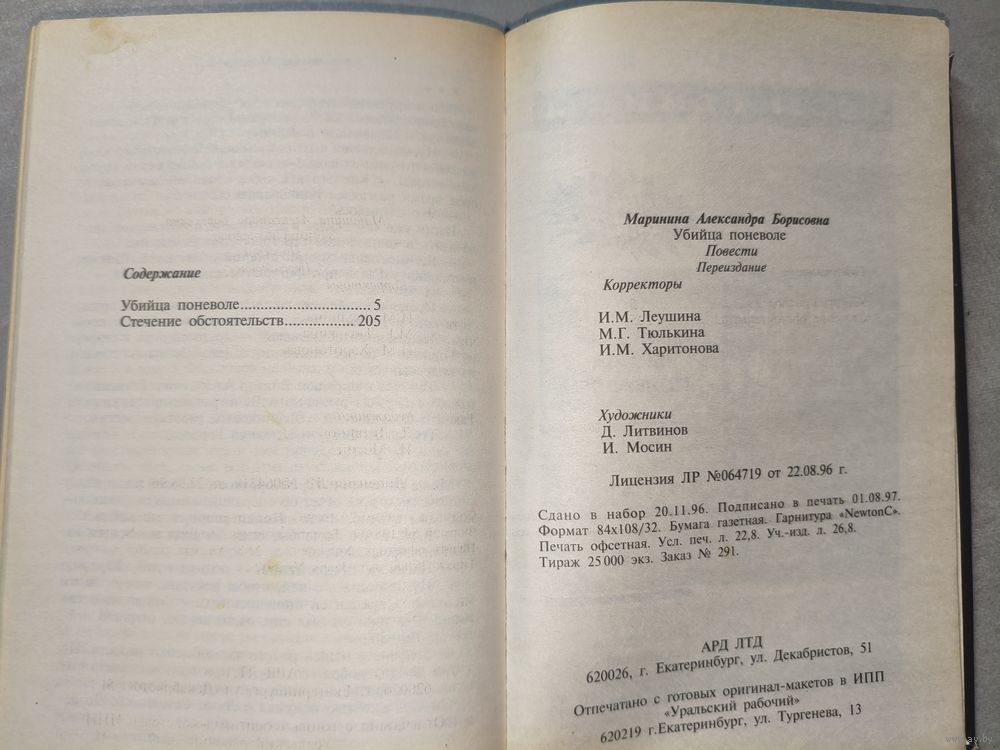 Содержание
Убийца поневоле............................... 5
Стечение обстоятельств................. 205
Маринина Александра Борисовна
Убийца поневоле
Повести
Переиздание
Корректоры
И.М. Леушина
М.Г. Тюлькина
И.М. Харитонова
Художники
Д. Литвинов
И. Мосин
Лицензия ЛР №064719 от 22.08.96 г.
Сдано в набор 20.11.96. Подписано в печать 01.08.97.
Формат 84х108/32. Бумага газетная. Гарнитура «NewtonC».
Печать офсетная. Усл. печ. л. 22,8. Уч.-изд. л. 26,8.
Тираж 25 000 экз. Заказ № 291.
АРД ЛТД
620026, г. Екатеринбург, ул. Декабристов, 51
Отпечатано с готовых оригинал-макетов в ИПП
«Уральский рабочий»
620219 г.Екатеринбург, ул. Тургенева, 13